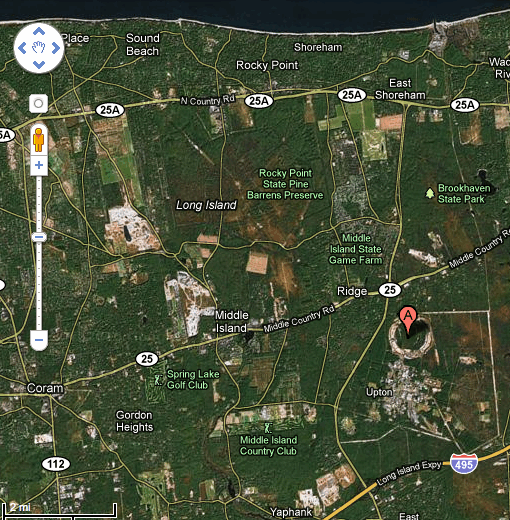 Place
Sound
Beach
Shoreham
Rocky Point
East
Shoreham
Wad
Riv
25A
N Country Rd
25A
25A
25A
25A
Rocky Point
State Pine
Barrens Preserve
Brookhaven
State Park
Long Island
Middle
Island State
Game Farm
Middle Country Rd
Ridge
25
A
Middle
Island
Middle Country Rd
25
Spring Lake
Golf Club
Coram
Upton
Gordon
Heights
Middle Island
Country Club
112
495
Long Island Expy
2 mi
Yaphank
East